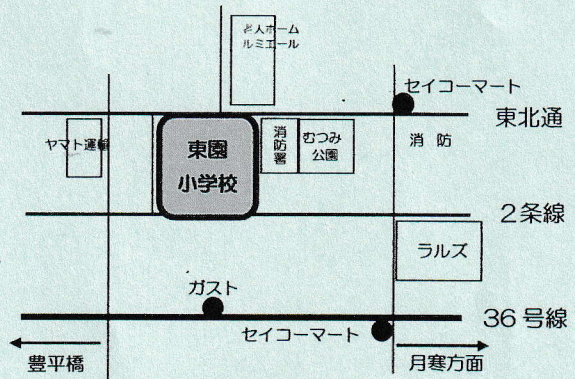 老人ホーム
ルミエール
セイコーマート
東北通
ヤマト運輸
東園
小学校
消防署
むつみ
公園
消 防
2条線
ラルズ
ガスト
36号線
セイコーマート
豊平橋
月寒方面